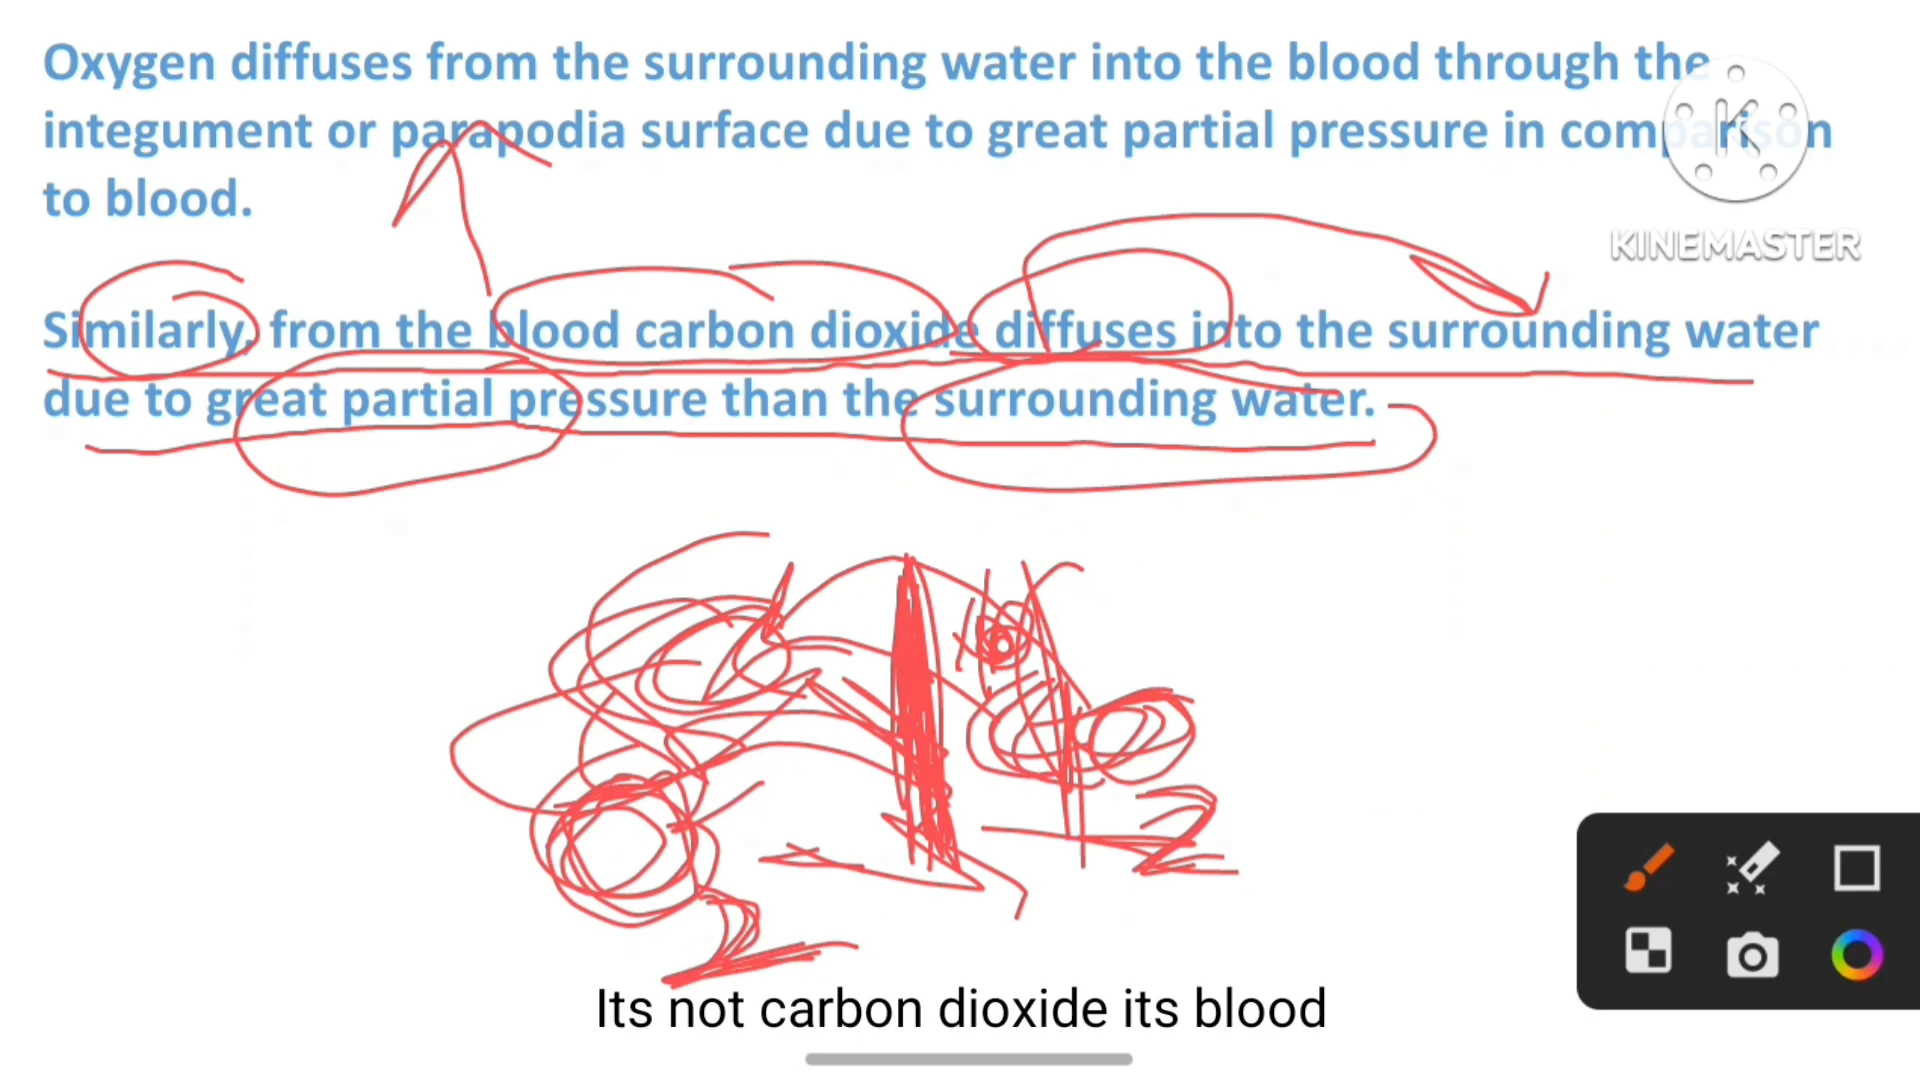 Oxygen diffuses from the surrounding water into the blood through the
integument or parapodia surface due to great partial pressure in comparison
to blood.
KINEMASTER
Similarly, from the blood carbon dioxide diffuses into the surrounding water
due to great partial pressure than the surrounding water.
Its not carbon dioxide its blood